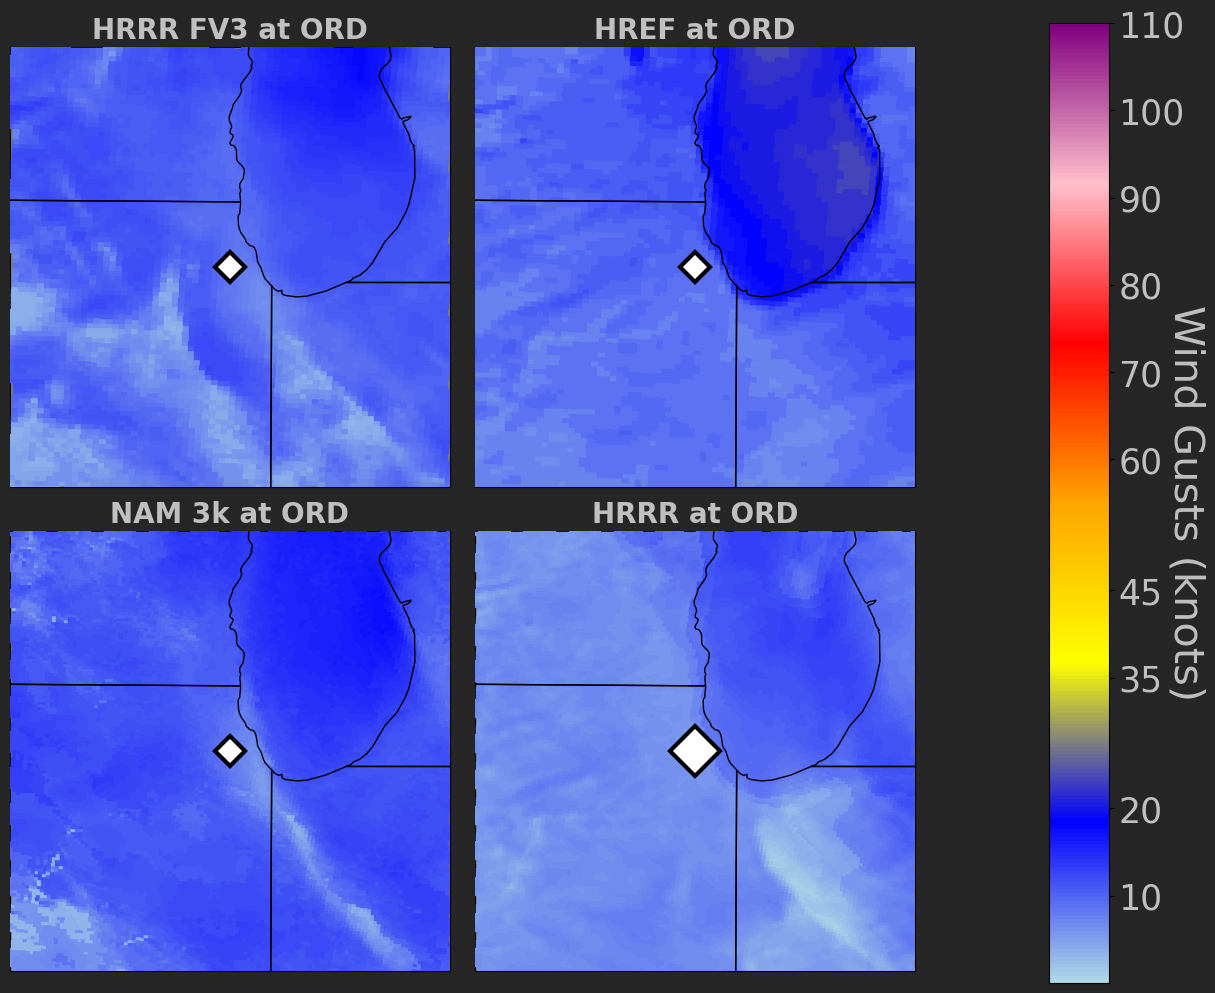 HRRR FV3 at ORD
HREF at ORD
NAM 3k at ORD
HRRR at ORD
110
100
90
80
70
60
45
35
20
10
Wind Gusts (knots)